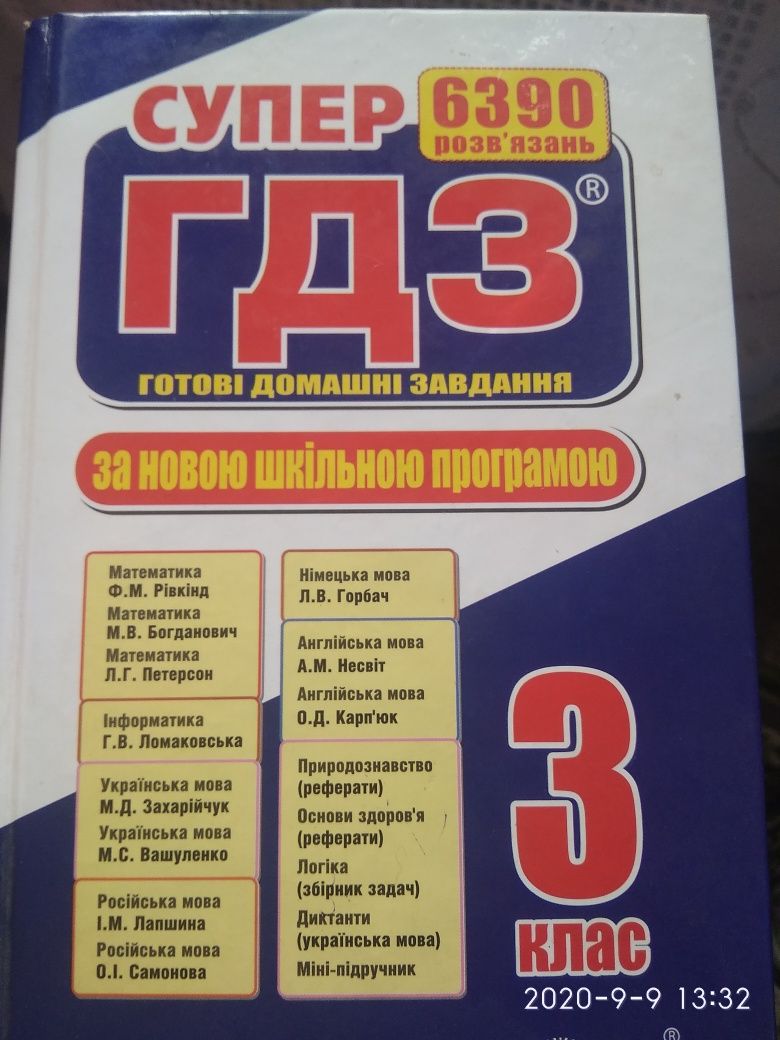 СУПЕР
6390
розв'язань
ГДЗ®
ГОТОВІ ДОМАШНІ ЗАВДАННЯ
за новою шкільною програмою
Математика
Ф.М. Рівкінд
Математика
М.В. Богданович
Математика
Л.Г. Петерсон
Інформатика
Г.В. Ломаковська
Українська мова
М.Д. Захарійчук
Українська мова
М.С. Вашуленко
Російська мова
І.М. Лапшина
Російська мова
О.І. Самонова
Німецька мова
Л.В. Горбач
Англійська мова
А.М. Несвіт
Англійська мова
О.Д. Карп'юк
Природознавство
(реферати)
Основи здоров'я
(реферати)
Логіка
(збірник задач)
Диктанти
(українська мова)
Міні-підручник
3
клас
2020-9-9 13:32
®